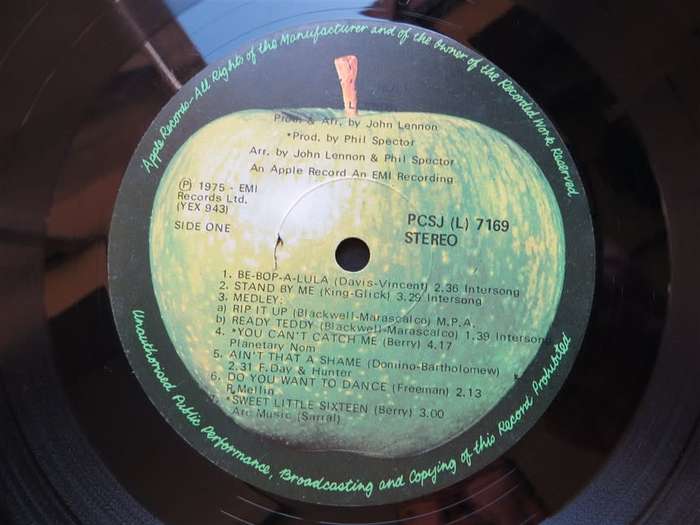 Apple Records-All Rights of the Manufacturer and of the Owner of the Recorded Work Reserved
L
Prod. & Arr. by John Lennon
*Prod. by Phil Spector
Arr. by John Lennon & Phil Spector
An Apple Record An EMI Recording
℗ 1975 - EMI
Records Ltd.
(YEX 943)
SIDE ONE
PCSJ (L) 7169
STEREO
1. BE-BOP-A-LULA (Davis-Vincent) 2.36 Intersong
2. STAND BY ME (King-Glick) 3.29 Intersong
3. MEDLEY:
a) RIP IT UP (Blackwell-Marascalco) M.P.A.
b) READY TEDDY (Blackwell-Marascalco) 1.39 Intersong
4. *YOU CAN'T CATCH ME (Berry) 4.17
Planetary Nom
5. AIN'T THAT A SHAME (Domino-Bartholomew)
2.31 F.Day & Hunter
6. DO YOU WANT TO DANCE (Freeman) 2.13
R.Mellin
7. *SWEET LITTLE SIXTEEN (Berry) 3.00
Arc Music (Sarral)
Unauthorised Public Performance, Broadcasting and Copying of this Record Prohibited